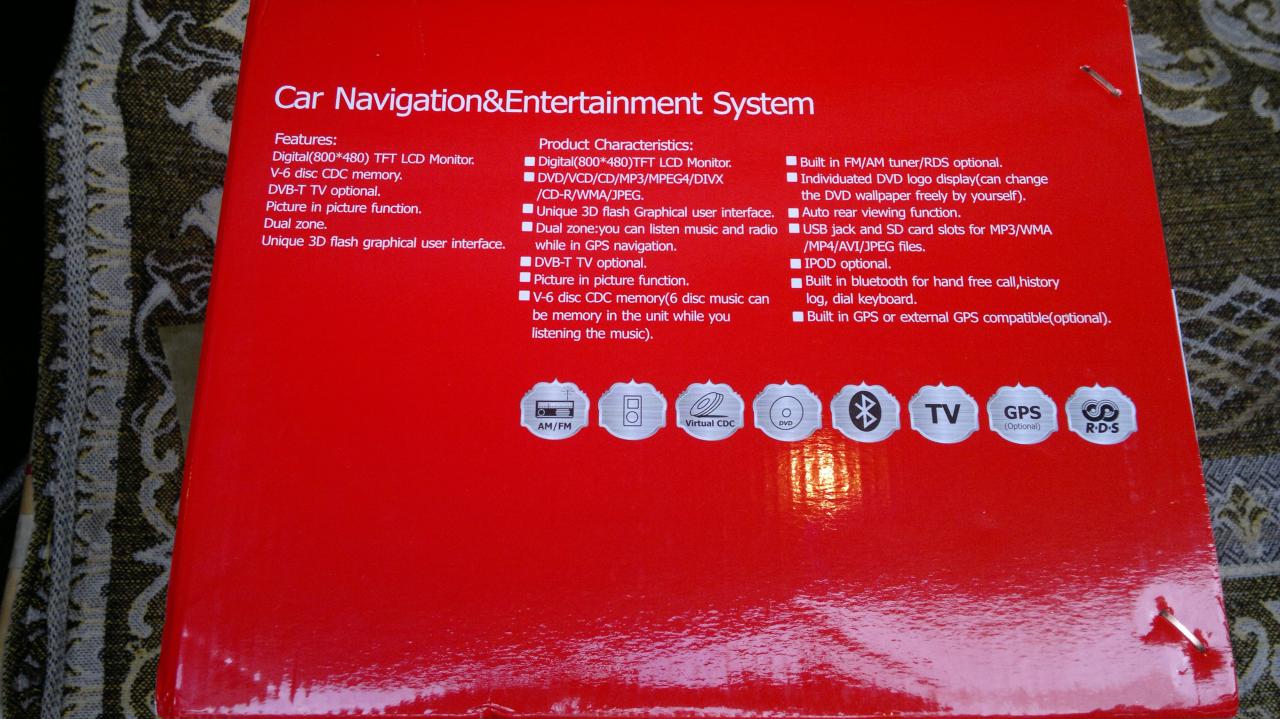 Car Navigation&Entertainment System
Features:
Digital(800*480) TFT LCD Monitor.
V-6 disc CDC memory.
DVB-T TV optional.
Picture in picture function.
Dual zone.
Unique 3D flash graphical user interface.
Product Characteristics:
Digital(800*480)TFT LCD Monitor.
DVD/VCD/CD/MP3/MPEG4/DIVX
/CD-R/WMA/JPEG.
Unique 3D flash Graphical user interface.
Dual zone:you can listen music and radio
while in GPS navigation.
DVB-T TV optional.
Picture in picture function.
V-6 disc CDC memory(6 disc music can
be memory in the unit while you
listening the music).
Built in FM/AM tuner/RDS optional.
Individuated DVD logo display(can change
the DVD wallpaper freely by yourself).
Auto rear viewing function.
USB jack and SD card slots for MP3/WMA
/MP4/AVI/JPEG files.
IPOD optional.
Built in bluetooth for hand free call,history
log, dial keyboard.
Built in GPS or external GPS compatible(optional).
AM/FM
Virtual CDC
DVD
TV
GPS
(Optional)
R·D·S